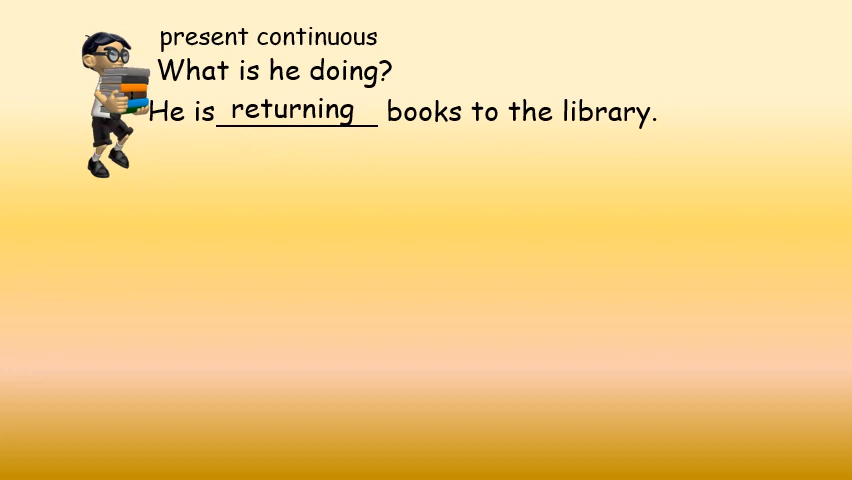 present continuous
What is he doing?
He is returning books to the library.